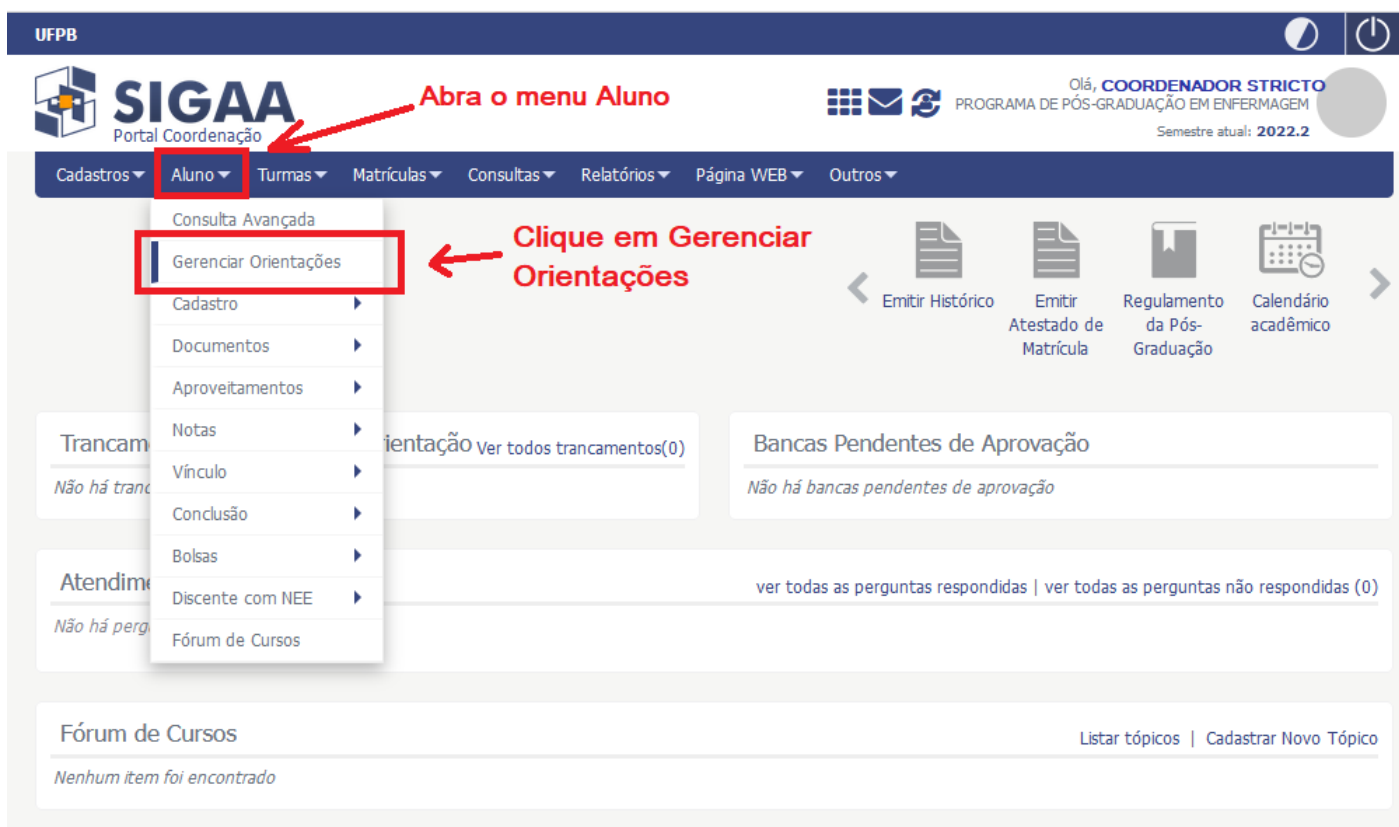 UFPB
SIGAA
Portal Coordenação
Abra o menu Aluno
Olá, COORDENADOR STRICTO
PROGRAMA DE PÓS-GRADUAÇÃO EM ENFERMAGEM
Semestre atual: 2022.2
Cadastros Aluno Turmas Matrículas Consultas Relatórios Página WEB Outros
Consulta Avançada
Gerenciar Orientações
Cadastro
Documentos
Aproveitamentos
Notas
Vínculo
Conclusão
Bolsas
Discente com NEE
Fórum de Cursos
Clique em Gerenciar
Orientações
Emitir Histórico
Emitir
Atestado de
Matrícula
Regulamento
da Pós-
Graduação
Calendário
acadêmico
Trancam ientação Ver todos trancamentos(0)
Não há tranc
Bancas Pendentes de Aprovação
Não há bancas pendentes de aprovação
Atendime
ver todas as perguntas respondidas | ver todas as perguntas não respondidas (0)
Não há perg
Fórum de Cursos
Listar tópicos | Cadastrar Novo Tópico
Nenhum item foi encontrado